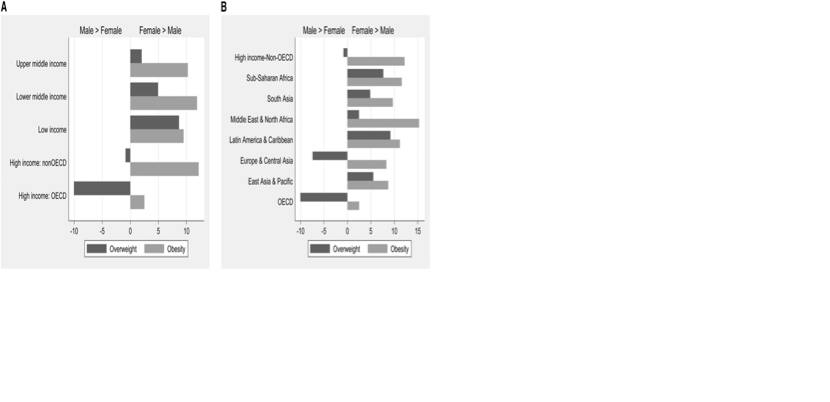 A
Male > Female Female > Male
Upper middle income
Lower middle income
Low income
High income: nonOECD
High income: OECD
-10 -5 0 5 10
Overweight Obesity
B
Male > Female Female > Male
High income-Non-OECD
Sub-Saharan Africa
South Asia
Middle East & North Africa
Latin America & Caribbean
Europe & Central Asia
East Asia & Pacific
OECD
-10 -5 0 5 10 15
Overweight Obesity